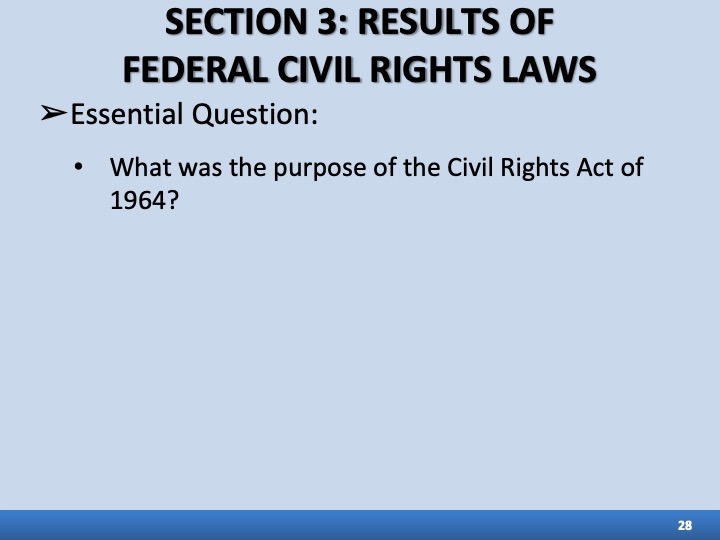 SECTION 3: RESULTS OF
FEDERAL CIVIL RIGHTS LAWS
➢Essential Question:
• What was the purpose of the Civil Rights Act of
1964?
28